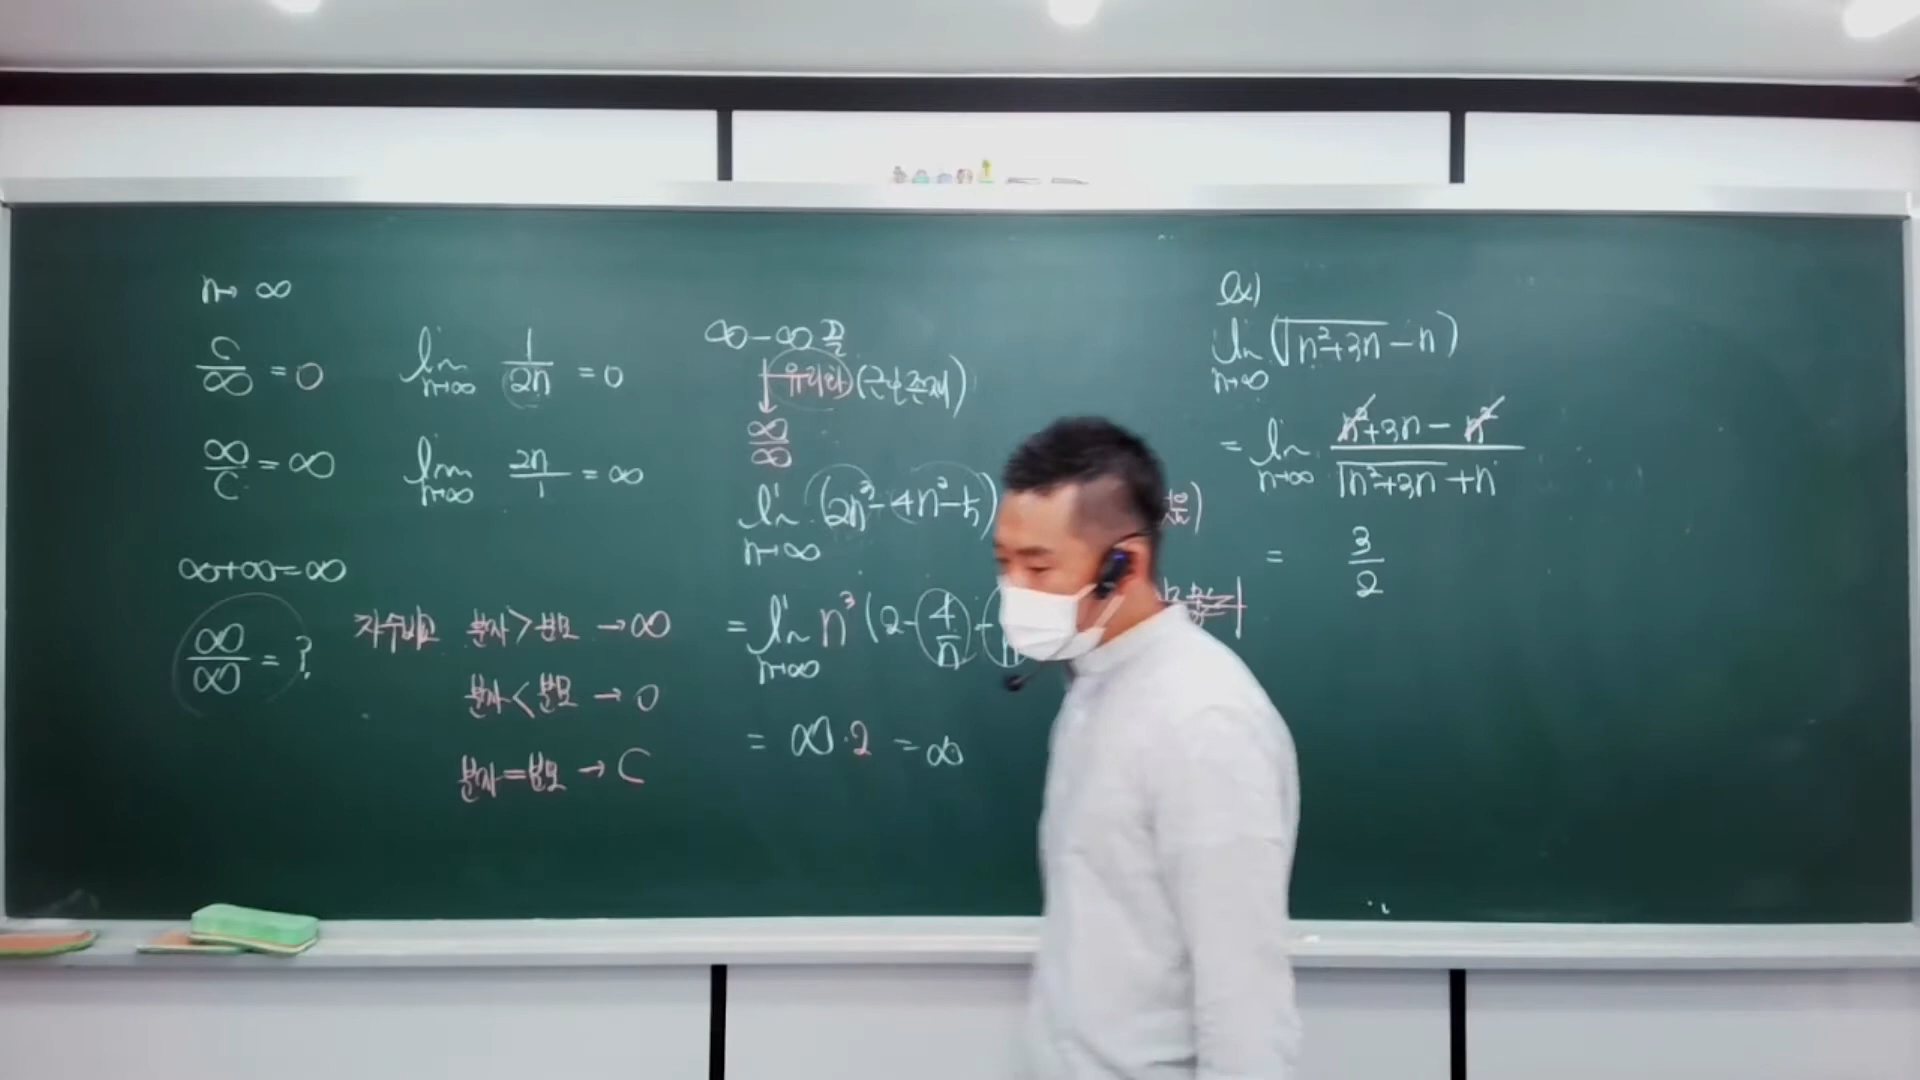 n→ ∞
C/∞ = 0
lim n→∞ 1/2n = 0
∞/C = ∞
lim n→∞ 2n/1 = ∞
∞+∞=∞
∞/∞ = ?
차수비교 분자 > 분모 → ∞
분자 < 분모 → 0
분자 = 분모 → C
∞-∞ 꼴
유리화 (근호 존재)
∞/∞
lim n→∞ (2n³-4n²-5)
= lim n→∞ n³ (2 - 4/n -
= ∞·2 = ∞
ex)
lim n→∞ (√(n²+3n) - n)
= lim n→∞ (n²+3n - n²)/(√(n²+3n) + n)
= 3/2